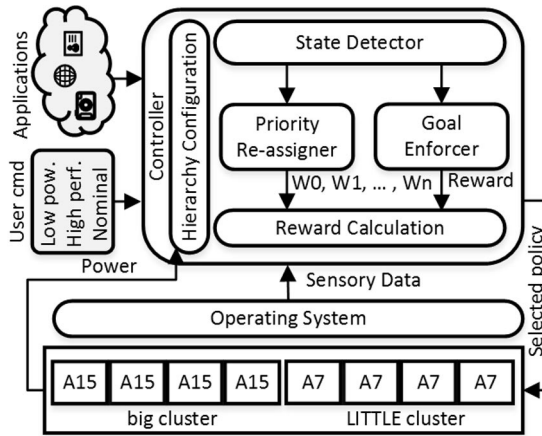 Applications
User cmd
Low pow.
High perf.
Nominal
Controller
Hierarchy Configuration
State Detector
Priority
Re-assigner
Goal
Enforcer
W0, W1, ... , Wn
Reward
Reward Calculation
Power
Sensory Data
Selected policy
Operating System
A15 A15 A15 A15 A7 A7 A7 A7
big cluster LITTLE cluster